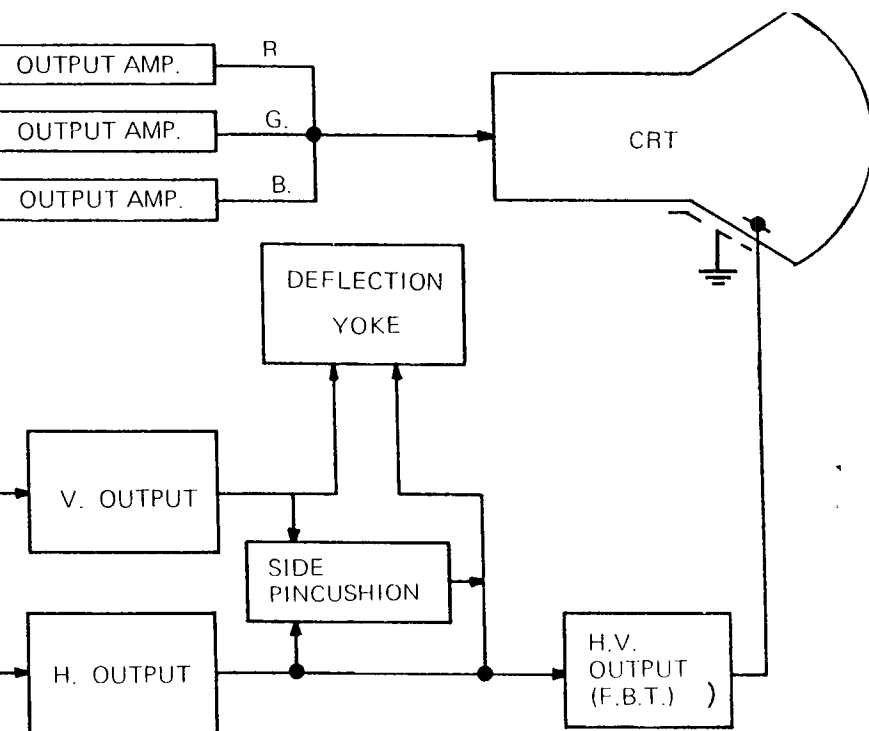 OUTPUT AMP.
R
OUTPUT AMP.
G.
OUTPUT AMP.
B.
CRT
DEFLECTION
YOKE
V. OUTPUT
SIDE
PINCUSHION
H. OUTPUT
H.V.
OUTPUT
(F.B.T.) )